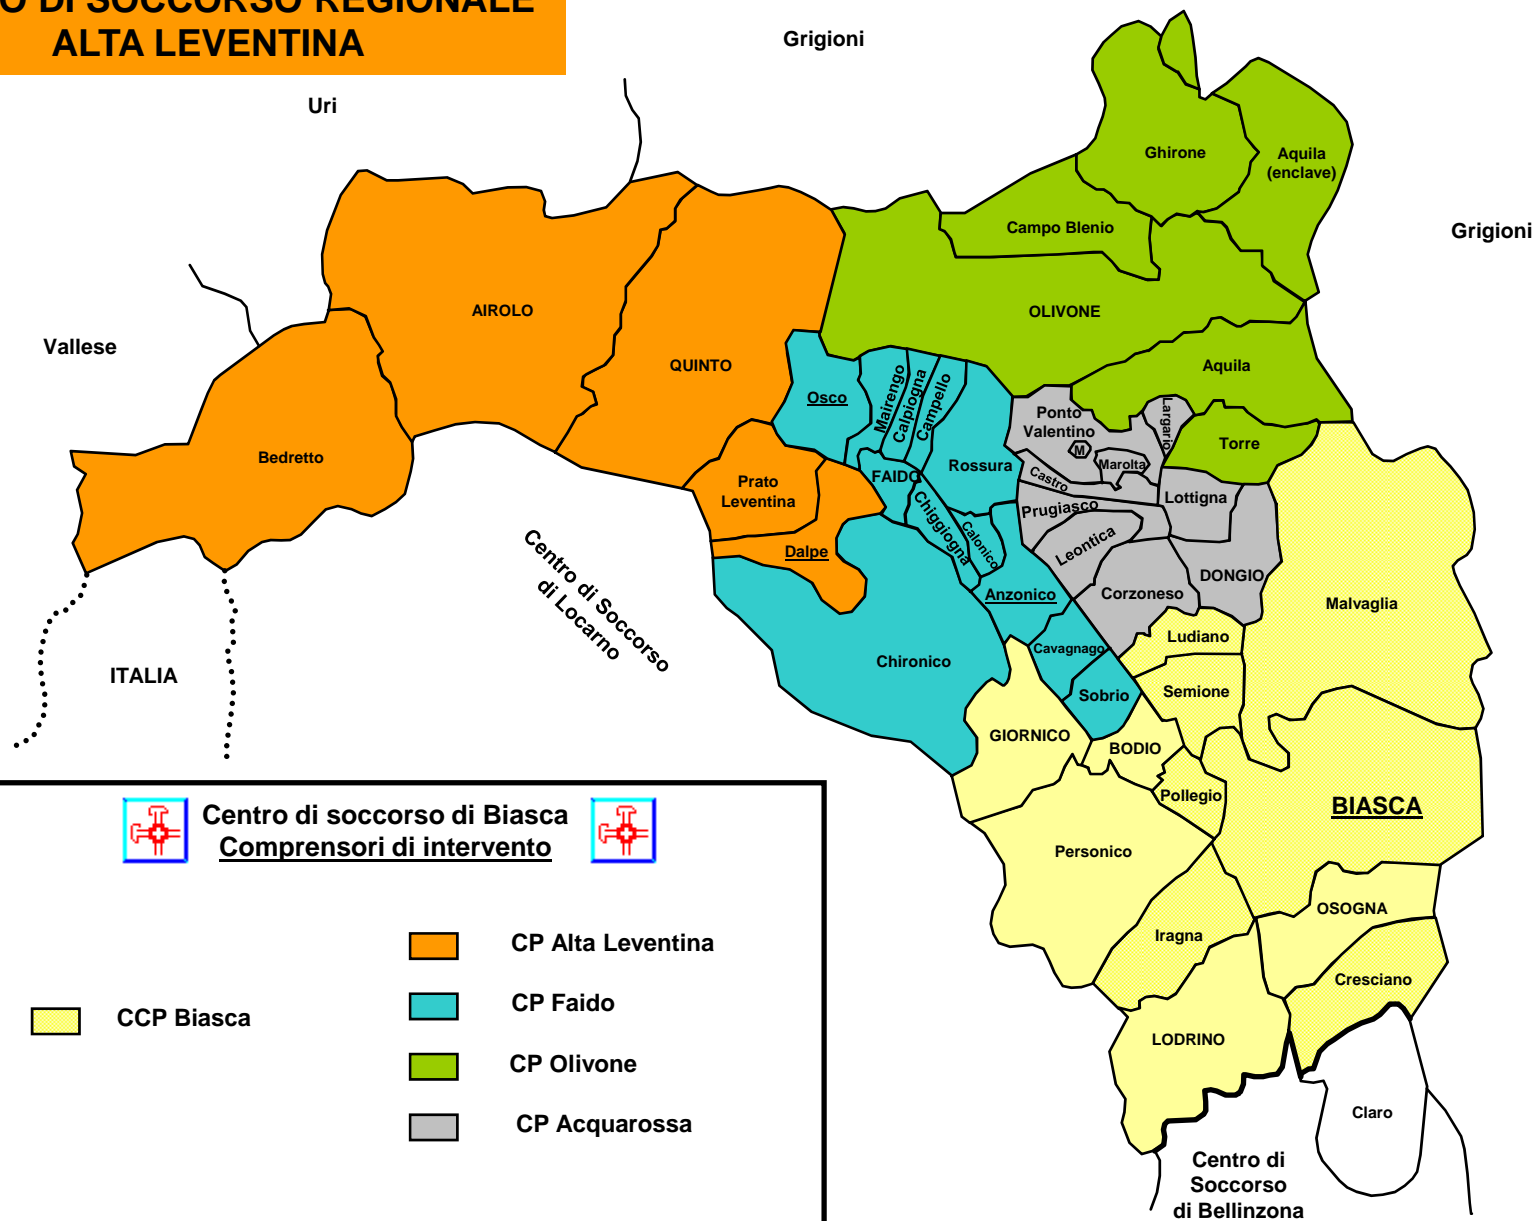 O DI SOCCORSO REGIONALE
ALTA LEVENTINA
Grigioni
Uri
Ghirone
Aquila
(enclave)
Campo Blenio
Grigioni
AIROLO
OLIVONE
Vallese
QUINTO
Aquila
Osco
Mairengo
Calpiogna
Campello
Ponto
Valentino
Largario
M
Marolta
Torre
Bedretto
Rossura
FAIDO
Castro
Prato
Leventina
Chiggiogna
Prugiasco
Lottigna
Calonico
Leontica
Dalpe
Centro di Soccorso
di Locarno
Anzonico
Corzoneso
DONGIO
Malvaglia
Ludiano
Cavagnago
Chironico
ITALIA
Sobrio
Semione
GIORNICO
BODIO
Pollegio
BIASCA
Personico
OSOGNA
Iragna
Cresciano
LODRINO
Claro
Centro di
Soccorso
di Bellinzona
Centro di soccorso di Biasca
Comprensori di intervento
CP Alta Leventina
CP Faido
CCP Biasca
CP Olivone
CP Acquarossa